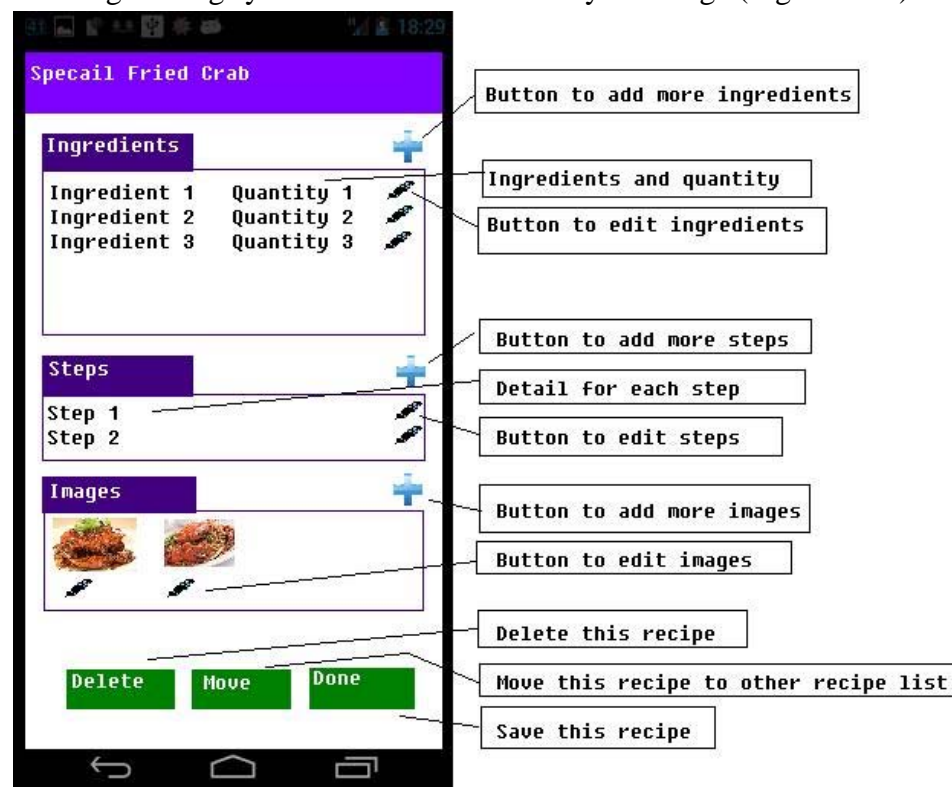 18:29
Specail Fried Crab
Button to add more ingredients
Ingredients
Ingredient 1 Quantity 1
Ingredient 2 Quantity 2
Ingredient 3 Quantity 3
Ingredients and quantity
Button to edit ingredients
Steps
Button to add more steps
Step 1
Step 2
Detail for each step
Button to edit steps
Images
Button to add more images
Button to edit images
Delete this recipe
Delete
Move
Done
Move this recipe to other recipe list
Save this recipe